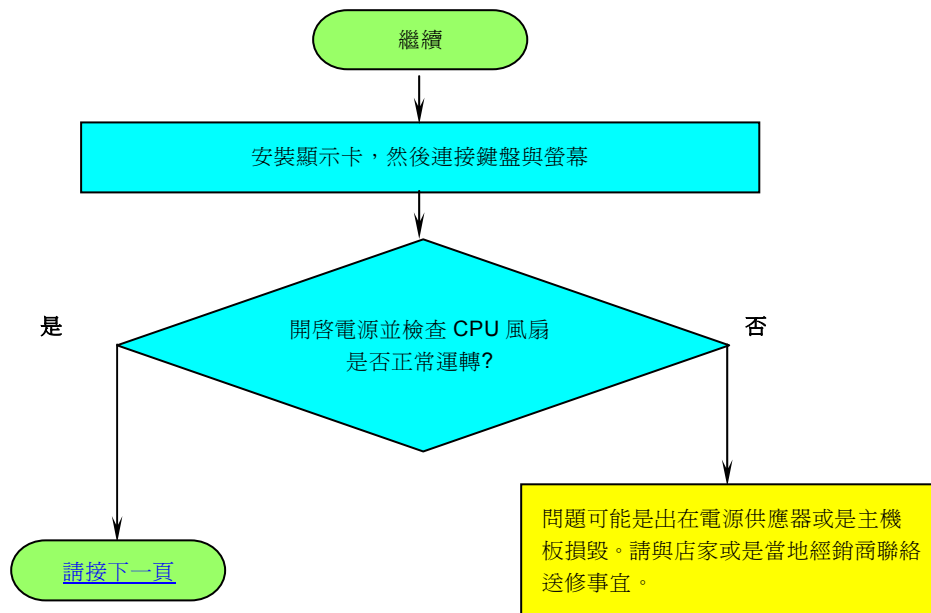 繼續
安裝顯示卡，然後連接鍵盤與螢幕
是
否
開啓電源並檢查 CPU 風扇
是否正常運轉?
問題可能是出在電源供應器或是主機
板損毀。請與店家或是當地經銷商聯絡
送修事宜。
請接下一頁